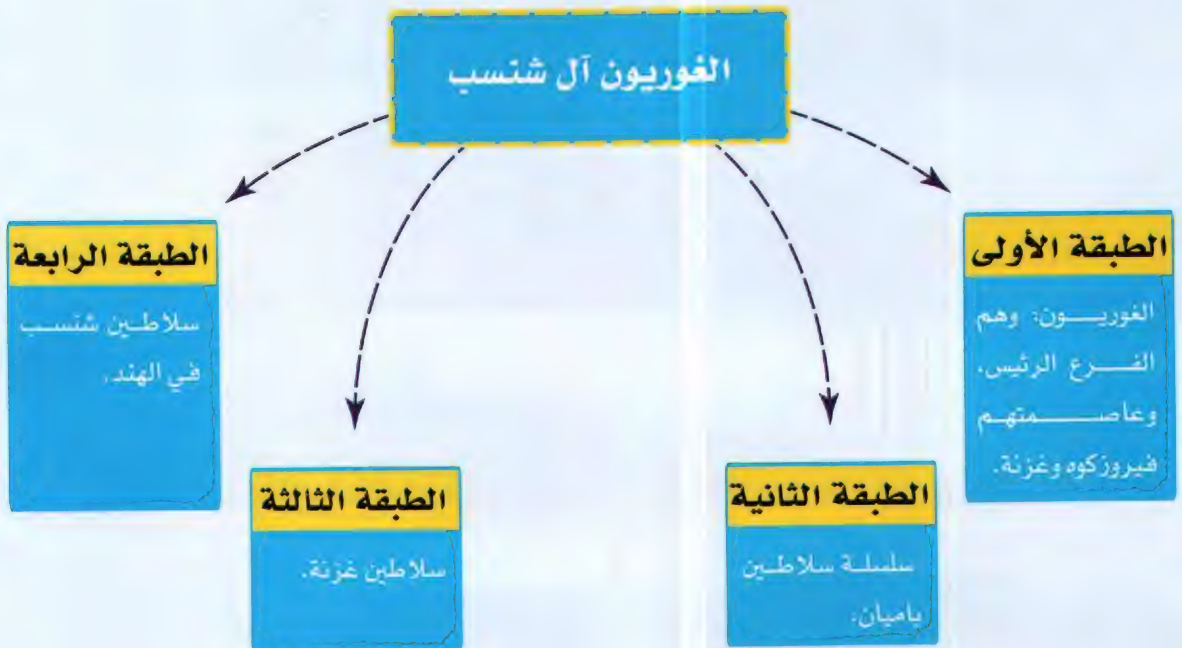 الغوريون آل شنسب
الطبقة الأولى
الغوريون: وهم
الفرع الرئيس،
وعاصمتهم
فيروزكوه وغزنة.
الطبقة الثانية
سلسلة سلاطين
باميان.
الطبقة الثالثة
سلاطين غزنة.
الطبقة الرابعة
سلاطين شنسب
في الهند.